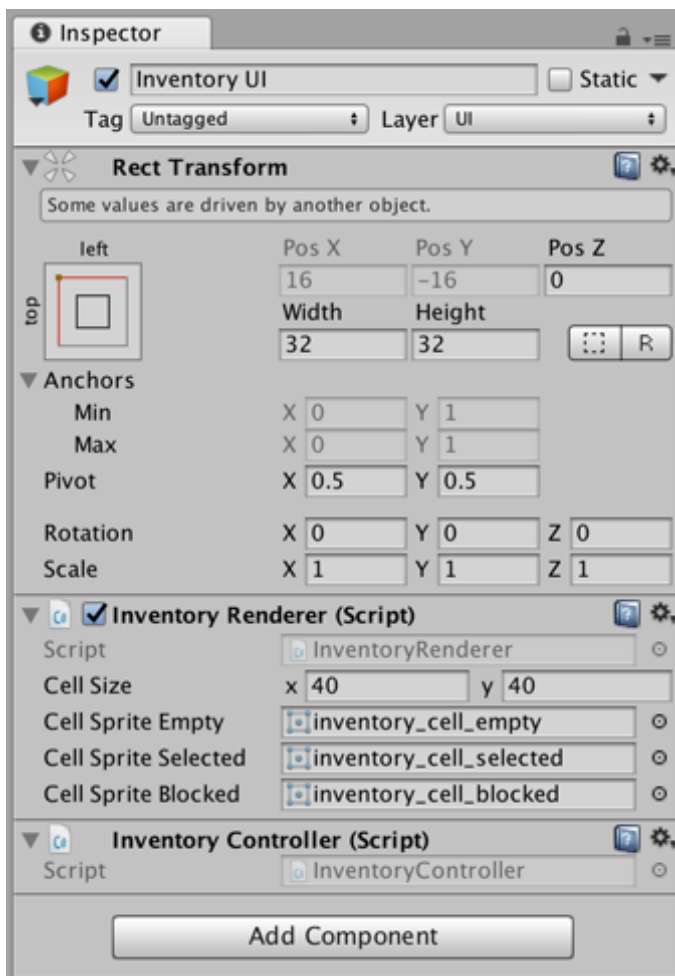 Inspector
Inventory UI Static
Tag Untagged Layer UI
Rect Transform
Some values are driven by another object.
left Pos X Pos Y Pos Z
top 16 -16 0
Width Height
32 32 R
Anchors
Min X 0 Y 1
Max X 0 Y 1
Pivot X 0.5 Y 0.5
Rotation X 0 Y 0 Z 0
Scale X 1 Y 1 Z 1
C# Inventory Renderer (Script)
Script InventoryRenderer
Cell Size x 40 y 40
Cell Sprite Empty inventory_cell_empty
Cell Sprite Selected inventory_cell_selected
Cell Sprite Blocked inventory_cell_blocked
C# Inventory Controller (Script)
Script InventoryController
Add Component